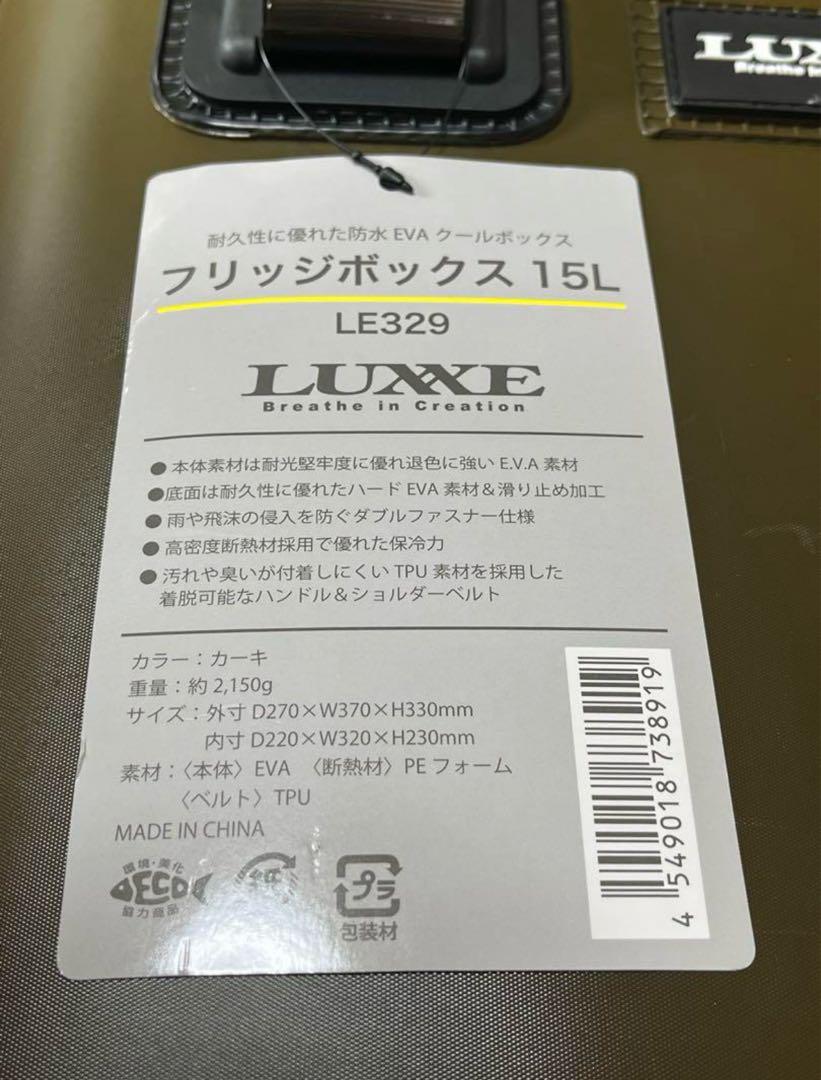 LUX
Breathe in
耐久性に優れた防水 EVA クールボックス
フリッジボックス 15L
LE329
LUXXE
Breathe in Creation
● 本体素材は耐光堅牢度に優れ退色に強い E.V.A 素材
●底面は耐久性に優れたハード EVA 素材&滑り止め加工
● 雨や飛沫の侵入を防ぐダブルファスナー仕様
● 高密度断熱材採用で優れた保冷力
● 汚れや臭いが付着しにくい TPU 素材を採用した
着脱可能なハンドル&ショルダーベルト
カラー：カーキ
重量：約 2,150g
サイズ：外寸 D270×W370×H330mm
内寸 D220×W320×H230mm
素材：〈本体〉EVA 〈断熱材〉PE フォーム
〈ベルト〉TPU
MADE IN CHINA
環境・美化
ECO
協力商品
紙
プラ
包装材
4 549018 738919